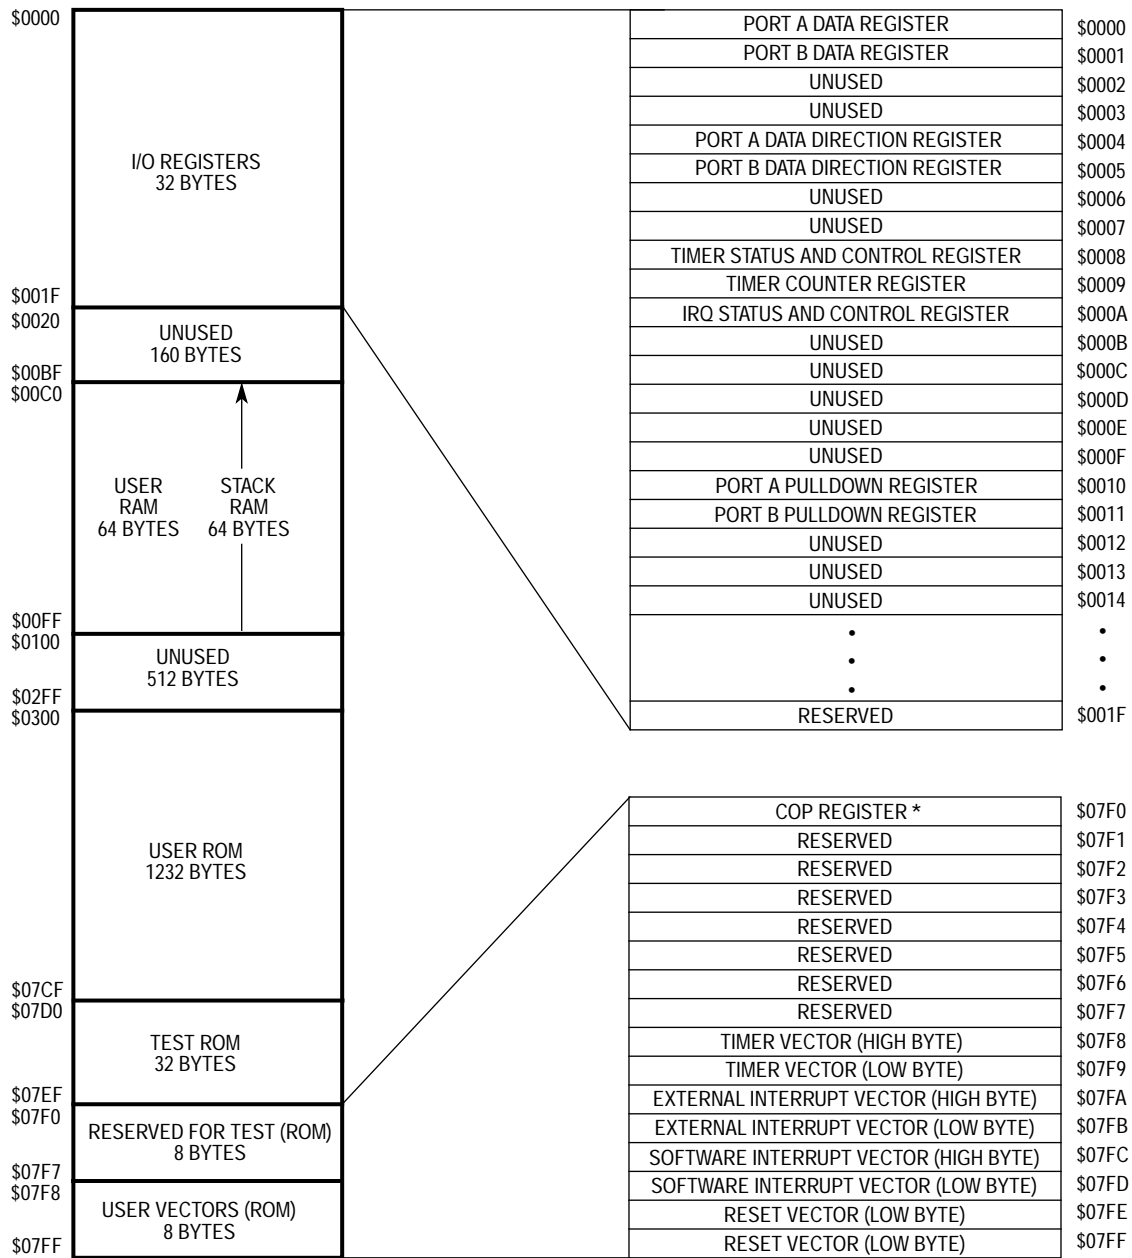 $0000
I/O REGISTERS
32 BYTES
$001F
$0020
UNUSED
160 BYTES
$00BF
$00C0
USER
RAM
64 BYTES
STACK
RAM
64 BYTES
$00FF
$0100
UNUSED
512 BYTES
$02FF
$0300
USER ROM
1232 BYTES
$07CF
$07D0
TEST ROM
32 BYTES
$07EF
$07F0
RESERVED FOR TEST (ROM)
8 BYTES
$07F7
$07F8
USER VECTORS (ROM)
8 BYTES
$07FF
PORT A DATA REGISTER $0000
PORT B DATA REGISTER $0001
UNUSED $0002
UNUSED $0003
PORT A DATA DIRECTION REGISTER $0004
PORT B DATA DIRECTION REGISTER $0005
UNUSED $0006
UNUSED $0007
TIMER STATUS AND CONTROL REGISTER $0008
TIMER COUNTER REGISTER $0009
IRQ STATUS AND CONTROL REGISTER $000A
UNUSED $000B
UNUSED $000C
UNUSED $000D
UNUSED $000E
UNUSED $000F
PORT A PULLDOWN REGISTER $0010
PORT B PULLDOWN REGISTER $0011
UNUSED $0012
UNUSED $0013
UNUSED $0014
• •
• •
• •
RESERVED $001F
COP REGISTER * $07F0
RESERVED $07F1
RESERVED $07F2
RESERVED $07F3
RESERVED $07F4
RESERVED $07F5
RESERVED $07F6
RESERVED $07F7
TIMER VECTOR (HIGH BYTE) $07F8
TIMER VECTOR (LOW BYTE) $07F9
EXTERNAL INTERRUPT VECTOR (HIGH BYTE) $07FA
EXTERNAL INTERRUPT VECTOR (LOW BYTE) $07FB
SOFTWARE INTERRUPT VECTOR (HIGH BYTE) $07FC
SOFTWARE INTERRUPT VECTOR (LOW BYTE) $07FD
RESET VECTOR (LOW BYTE) $07FE
RESET VECTOR (LOW BYTE) $07FF